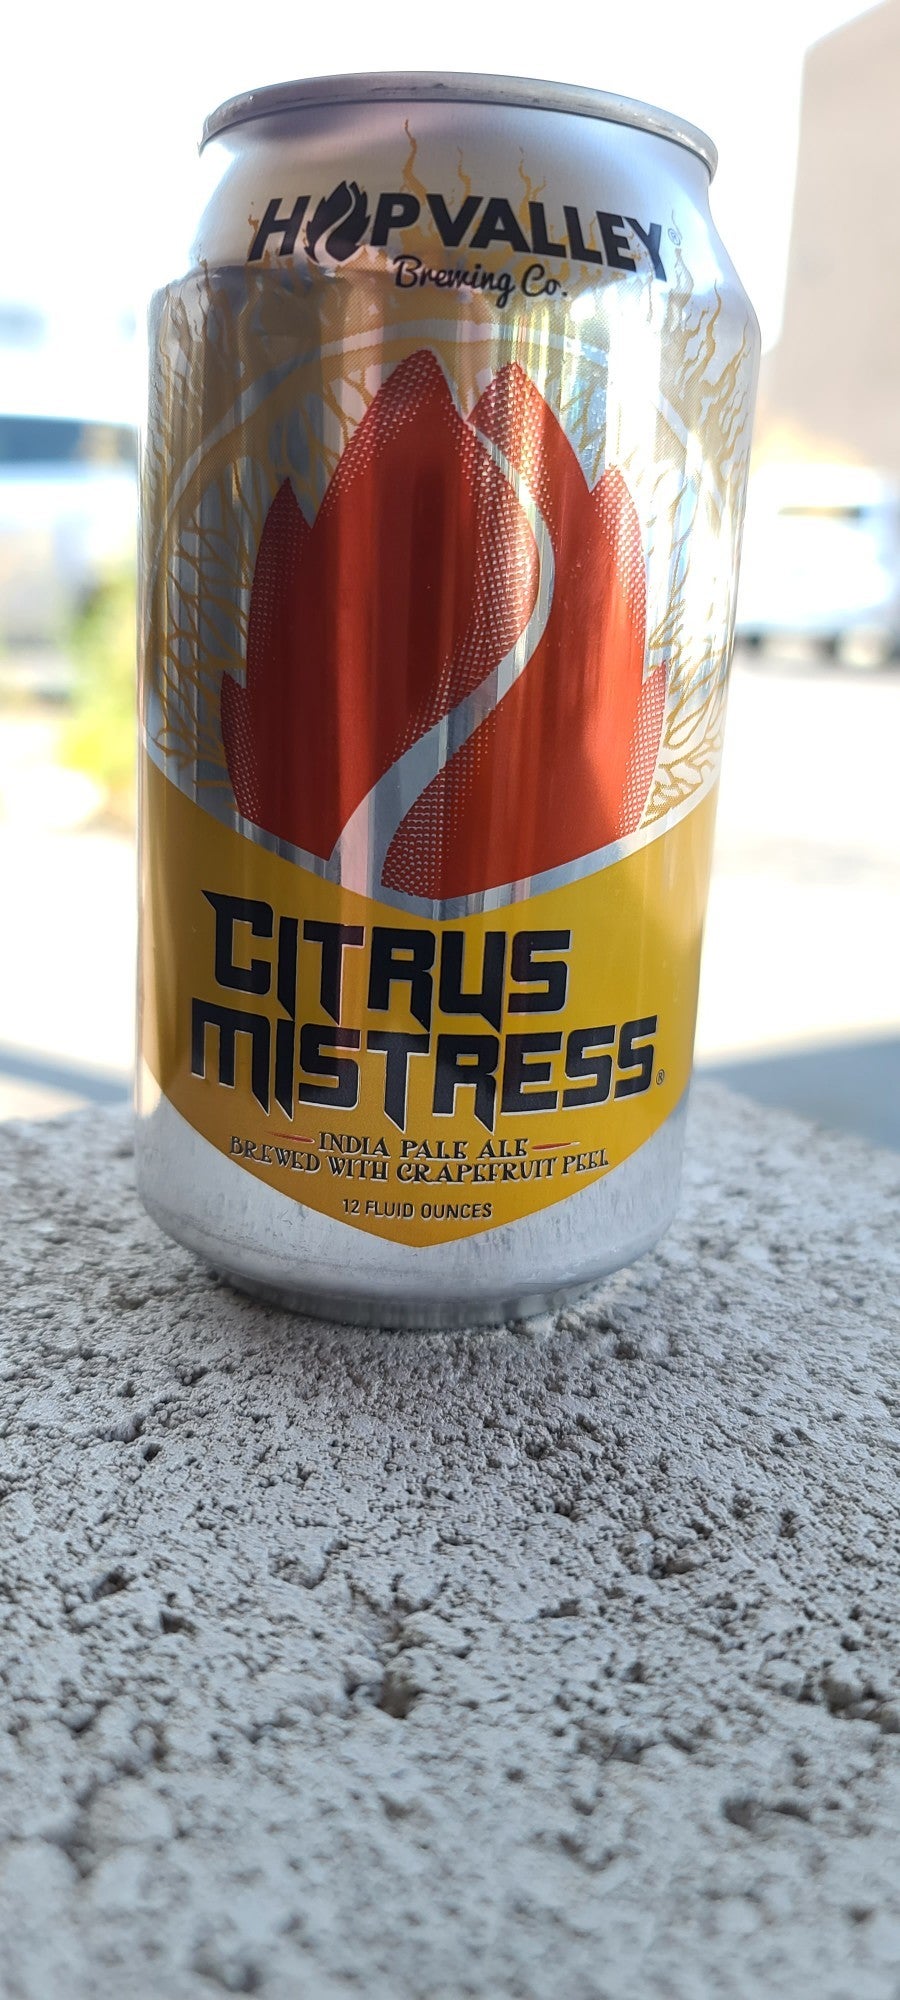 HOPVALLEY®
Brewing Co.
CITRUS
MISTRESS®
INDIA PALE ALE
BREWED WITH GRAPEFRUIT PEEL
12 FLUID OUNCES